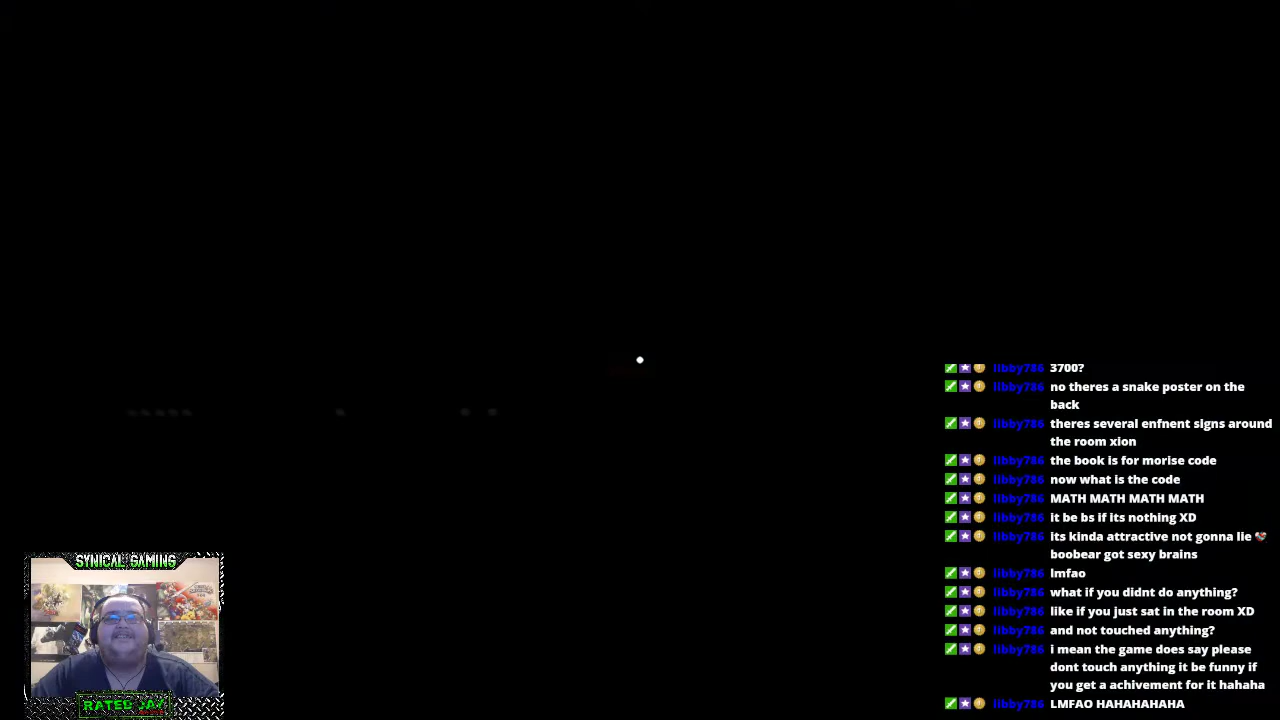 libby786 3700?
libby786 no theres a snake poster on the
back
libby786 theres several enfnent signs around
the room xion
libby786 the book is for morise code
libby786 now what is the code
libby786 MATH MATH MATH MATH
libby786 it be bs if its nothing XD
libby786 its kinda attractive not gonna lie
boobear got sexy brains
libby786 lmfao
libby786 what if you didnt do anything?
libby786 like if you just sat in the room XD
libby786 and not touched anything?
libby786 i mean the game does say please
dont touch anything it be funny if
you get a achivement for it hahaha
libby786 LMFAO HAHAHAHAHA
SYNICAL GAMING
RATED JAY